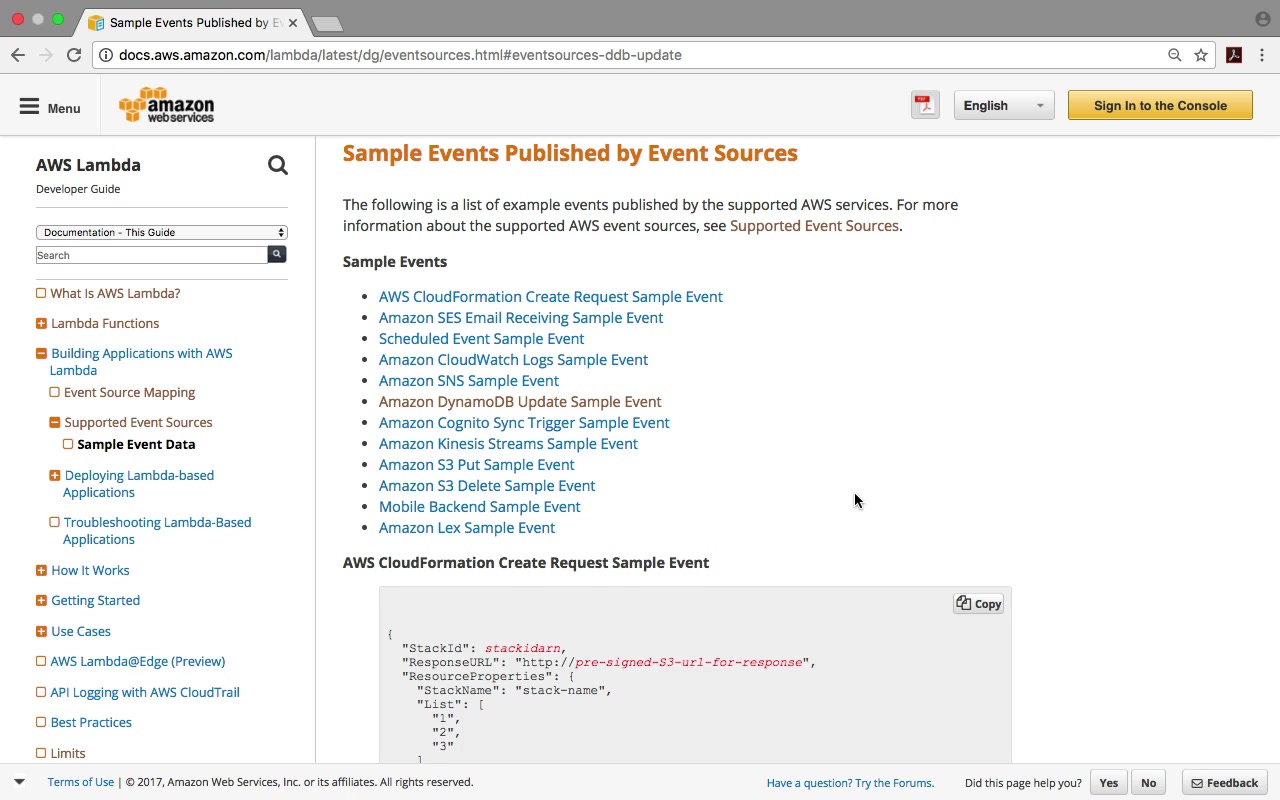 Sample Events Published by Ev
docs.aws.amazon.com/lambda/latest/dg/eventsources.html#eventsources-ddb-update
Menu
amazon
webservices
English
Sign In to the Console
AWS Lambda
Developer Guide
Documentation - This Guide
Search
What Is AWS Lambda?
Lambda Functions
Building Applications with AWS
Lambda
Event Source Mapping
Supported Event Sources
Sample Event Data
Deploying Lambda-based
Applications
Troubleshooting Lambda-Based
Applications
How It Works
Getting Started
Use Cases
AWS Lambda@Edge (Preview)
API Logging with AWS CloudTrail
Best Practices
Limits
Sample Events Published by Event Sources
The following is a list of example events published by the supported AWS services. For more
information about the supported AWS event sources, see Supported Event Sources.
Sample Events
AWS CloudFormation Create Request Sample Event
Amazon SES Email Receiving Sample Event
Scheduled Event Sample Event
Amazon CloudWatch Logs Sample Event
Amazon SNS Sample Event
Amazon DynamoDB Update Sample Event
Amazon Cognito Sync Trigger Sample Event
Amazon Kinesis Streams Sample Event
Amazon S3 Put Sample Event
Amazon S3 Delete Sample Event
Mobile Backend Sample Event
Amazon Lex Sample Event
AWS CloudFormation Create Request Sample Event
Copy
{
"StackId": stackidarn,
"ResponseURL": "http://pre-signed-S3-url-for-response",
"ResourceProperties": {
"StackName": "stack-name",
"List": [
"1",
"2",
"3"
]
Terms of Use | © 2017, Amazon Web Services, Inc. or its affiliates. All rights reserved.
Have a question? Try the Forums.
Did this page help you?
Yes
No
Feedback